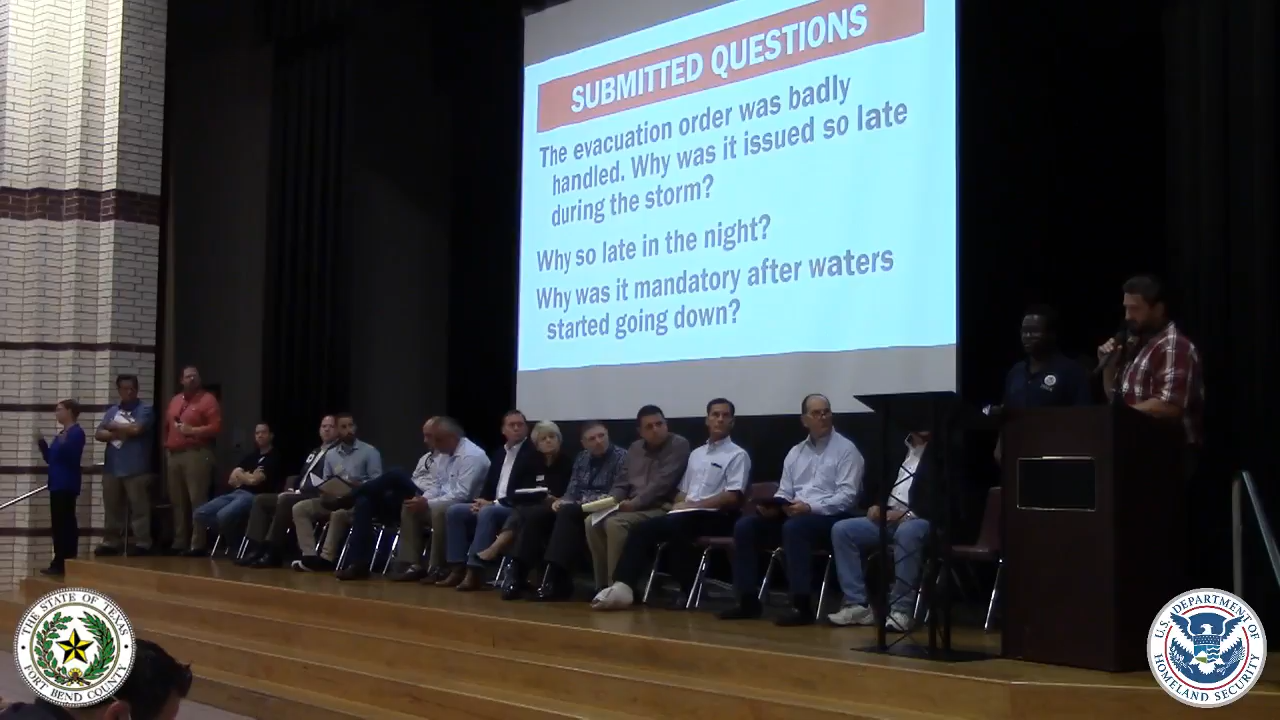 SUBMITTED QUESTIONS
The evacuation order was badly
handled. Why was it issued so late
during the storm?
Why so late in the night?
Why was it mandatory after waters
started going down?
THE STATE OF TEXAS
FORT BEND COUNTY
U.S. DEPARTMENT OF
HOMELAND SECURITY